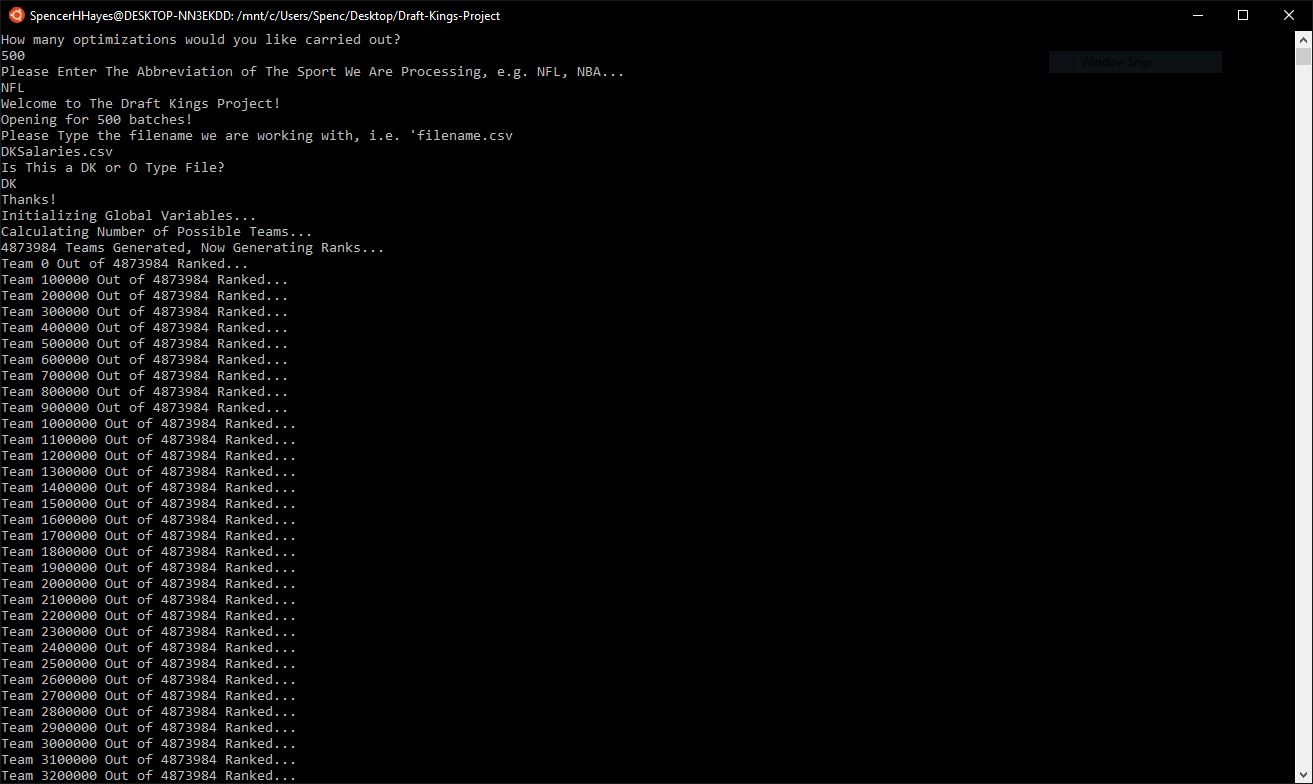 SpencerHHayes@DESKTOP-NN3EKDD: /mnt/c/Users/Spenc/Desktop/Draft-Kings-Project
How many optimizations would you like carried out?
Window Snip
500
Please Enter The Abbreviation of The Sport We Are Processing, e.g. NFL, NBA...
NFL
Welcome to The Draft Kings Project!
Opening for 500 batches!
Please Type the filename we are working with, i.e. 'filename.csv
DKSalaries.csv
Is This a DK or O Type File?
DK
Thanks!
Initializing Global Variables...
Calculating Number of Possible Teams...
4873984 Teams Generated, Now Generating Ranks...
Team 0 Out of 4873984 Ranked...
Team 100000 Out of 4873984 Ranked...
Team 200000 Out of 4873984 Ranked...
Team 300000 Out of 4873984 Ranked...
Team 400000 Out of 4873984 Ranked...
Team 500000 Out of 4873984 Ranked...
Team 600000 Out of 4873984 Ranked...
Team 700000 Out of 4873984 Ranked...
Team 800000 Out of 4873984 Ranked...
Team 900000 Out of 4873984 Ranked...
Team 1000000 Out of 4873984 Ranked...
Team 1100000 Out of 4873984 Ranked...
Team 1200000 Out of 4873984 Ranked...
Team 1300000 Out of 4873984 Ranked...
Team 1400000 Out of 4873984 Ranked...
Team 1500000 Out of 4873984 Ranked...
Team 1600000 Out of 4873984 Ranked...
Team 1700000 Out of 4873984 Ranked...
Team 1800000 Out of 4873984 Ranked...
Team 1900000 Out of 4873984 Ranked...
Team 2000000 Out of 4873984 Ranked...
Team 2100000 Out of 4873984 Ranked...
Team 2200000 Out of 4873984 Ranked...
Team 2300000 Out of 4873984 Ranked...
Team 2400000 Out of 4873984 Ranked...
Team 2500000 Out of 4873984 Ranked...
Team 2600000 Out of 4873984 Ranked...
Team 2700000 Out of 4873984 Ranked...
Team 2800000 Out of 4873984 Ranked...
Team 2900000 Out of 4873984 Ranked...
Team 3000000 Out of 4873984 Ranked...
Team 3100000 Out of 4873984 Ranked...
Team 3200000 Out of 4873984 Ranked...